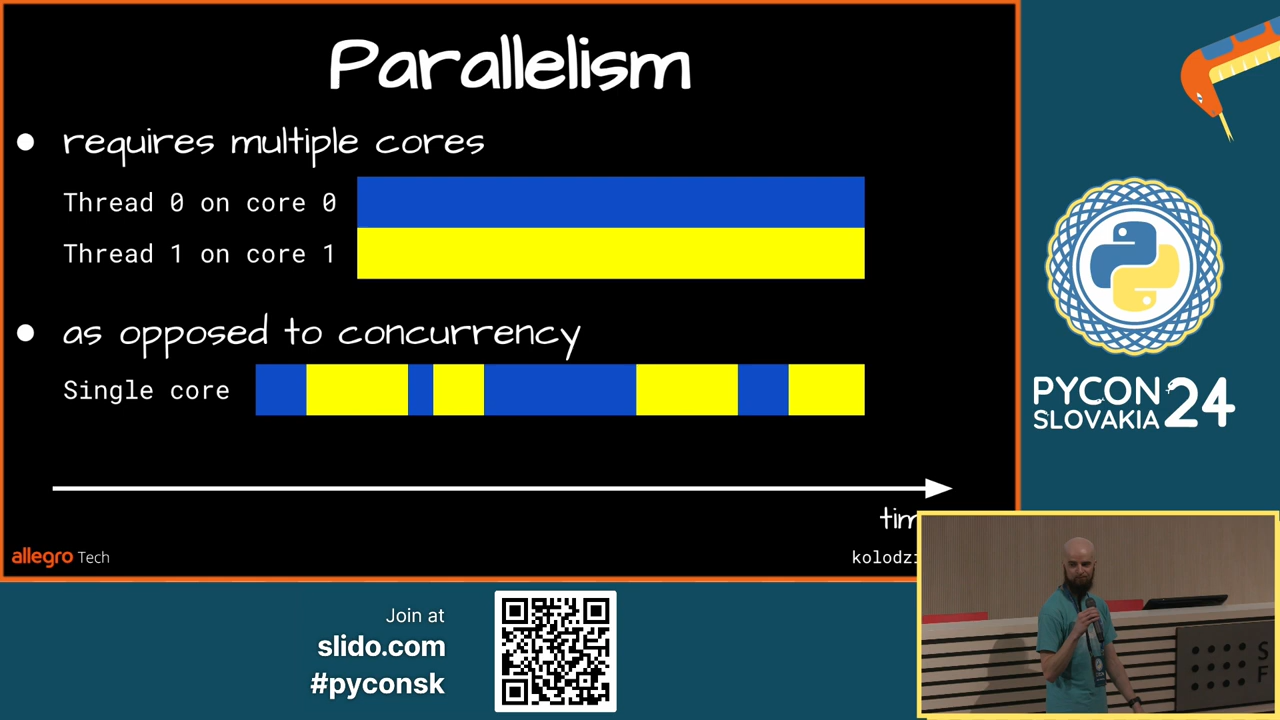 Parallelism
● requires multiple cores
Thread 0 on core 0
Thread 1 on core 1
● as opposed to concurrency
Single core
allegro Tech
PYCON
SLOVAKIA 24
Join at
slido.com
#pyconsk
S
F